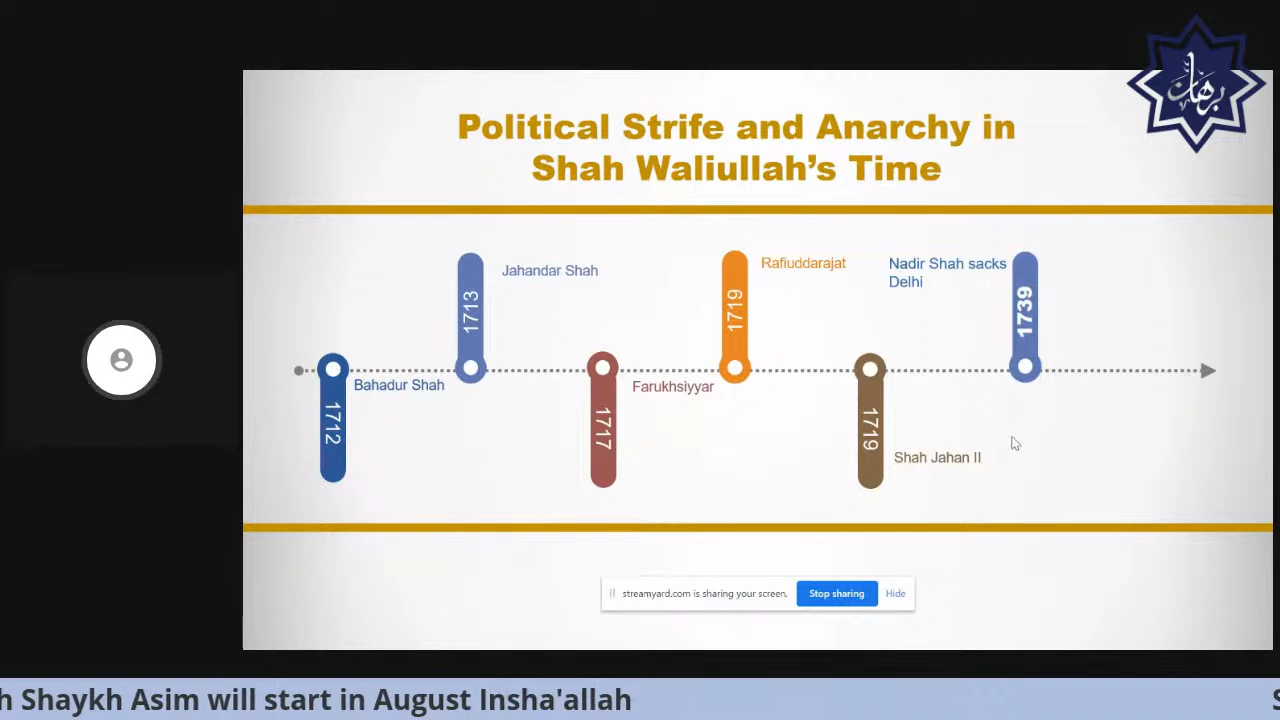 برهان
Political Strife and Anarchy in
Shah Waliullah’s Time
1712
Bahadur Shah
1713
Jahandar Shah
1717
Farukhsiyyar
1719
Rafiuddarajat
1719
Shah Jahan II
Nadir Shah sacks
Delhi
1739
streamyard.com is sharing your screen.
Stop sharing
Hide
h Shaykh Asim will start in August Insha'allah
S